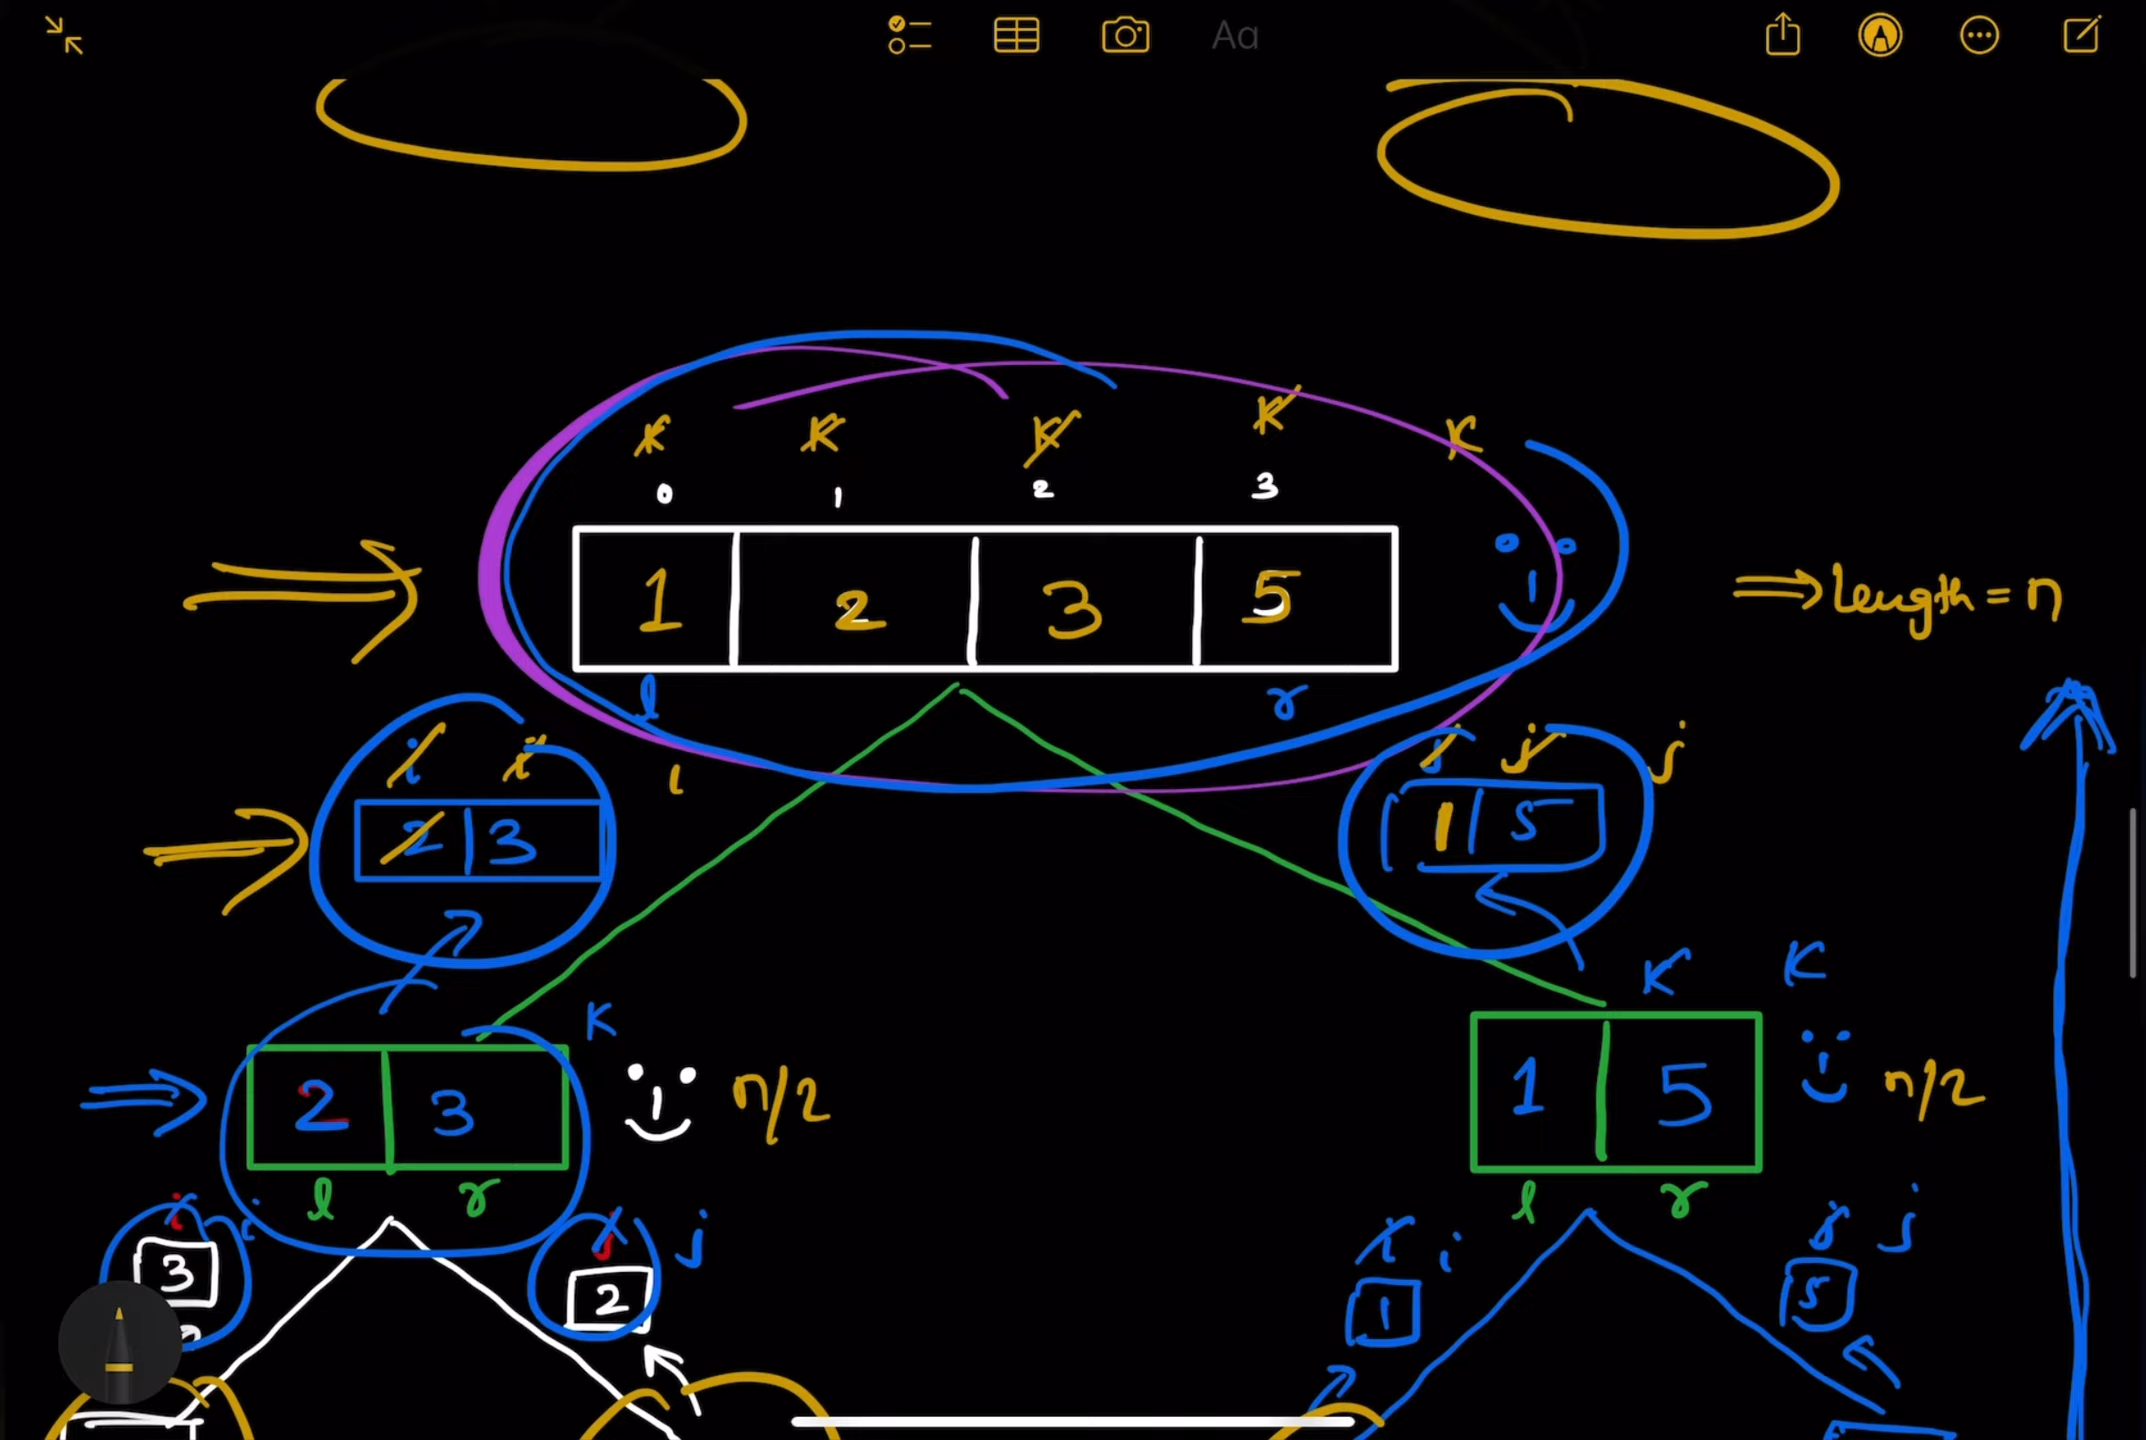 Aa
K K K K K
0 1 2 3
1 2 3 5
⇒ length = n
l r
i i
l
j j j
2 3
1 5
K
K K
2 3
n/2
1 5
n/2
l r
l r
i i
j j
3
2
i i
j j
1
5